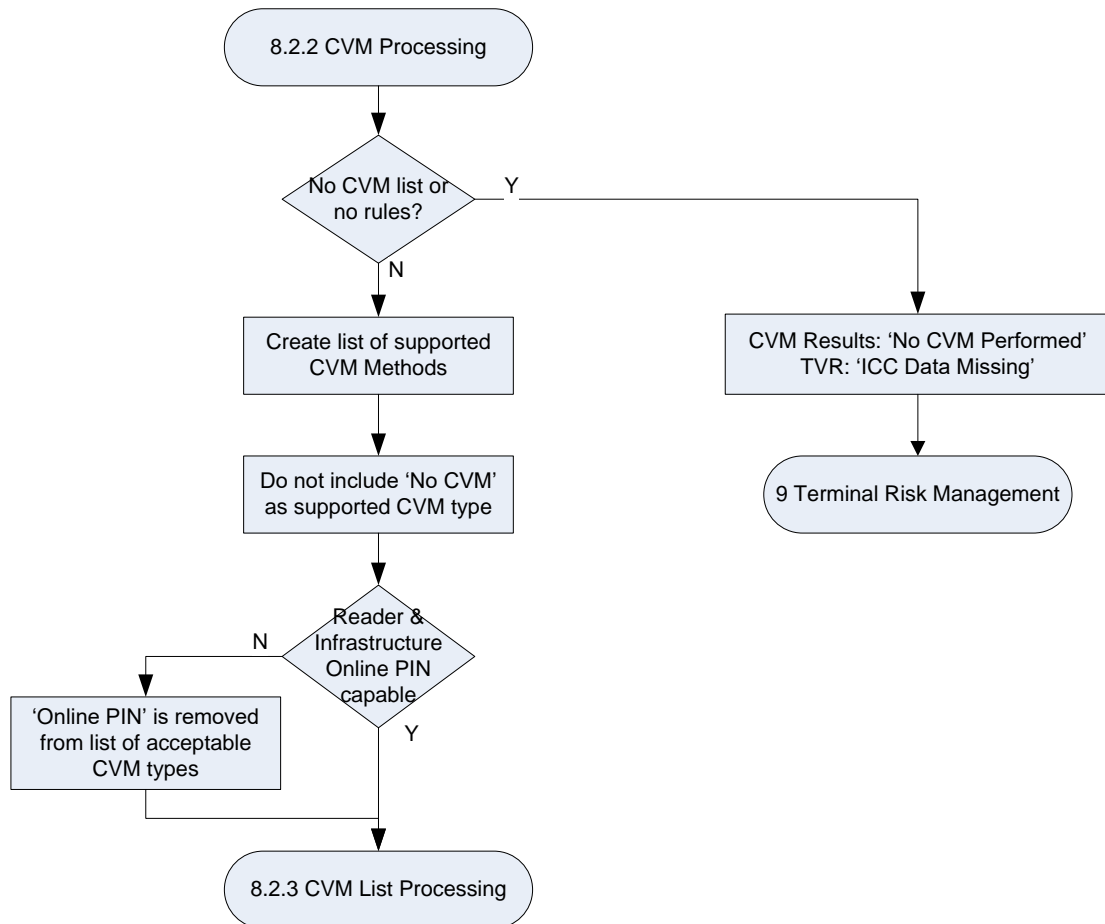 8.2.2 CVM Processing
No CVM list or
no rules?
Y
N
Create list of supported
CVM Methods
CVM Results: ‘No CVM Performed’
TVR: ‘ICC Data Missing’
Do not include ‘No CVM’
as supported CVM type
9 Terminal Risk Management
Reader &
Infrastructure
Online PIN
capable
N
Y
‘Online PIN’ is removed
from list of acceptable
CVM types
8.2.3 CVM List Processing